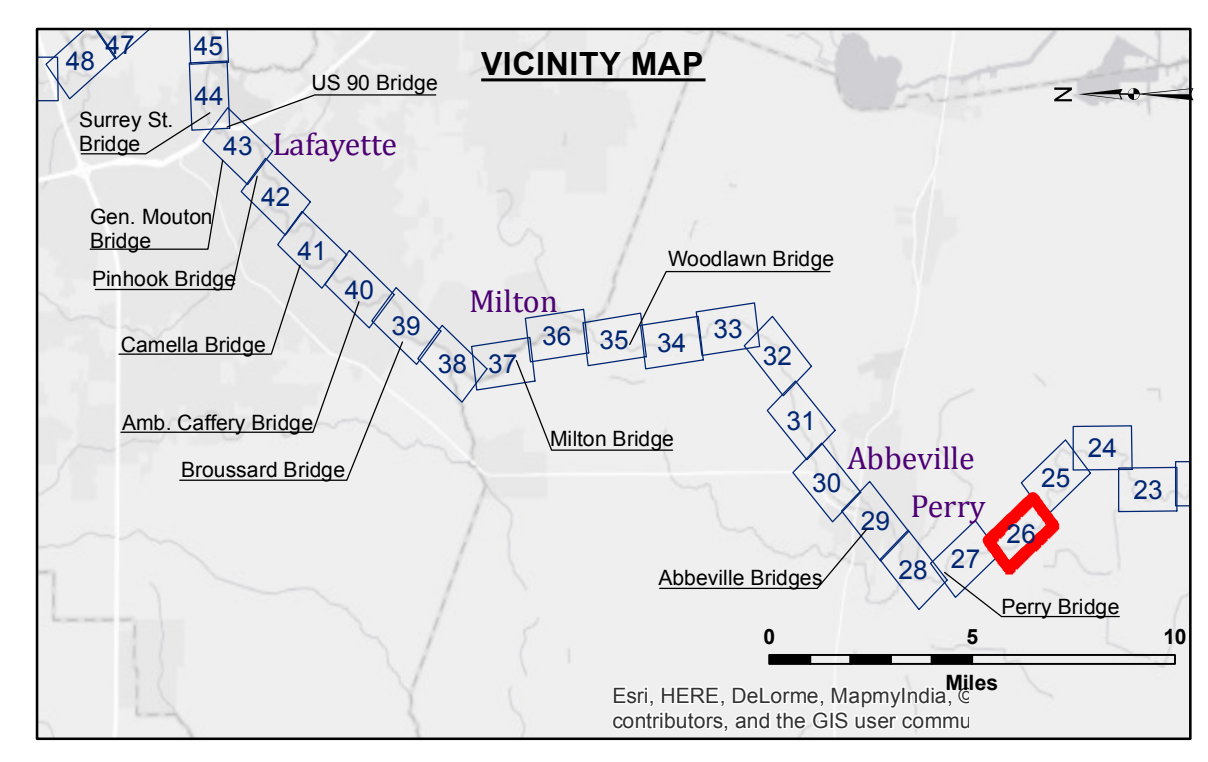 VICINITY MAP
47
48
45
44
US 90 Bridge
N
Surrey St.
Bridge
43
Lafayette
42
Gen. Mouton
Bridge
41
Pinhook Bridge
40
Woodlawn Bridge
Milton
39
36
35
34
33
Camella Bridge
38
37
32
Amb. Caffery Bridge
31
Milton Bridge
Broussard Bridge
Abbeville
24
30
25
23
29
Perry
26
28
27
Abbeville Bridges
Perry Bridge
0 5 10
Miles
Esri, HERE, DeLorme, MapmyIndia, ©
contributors, and the GIS user commu